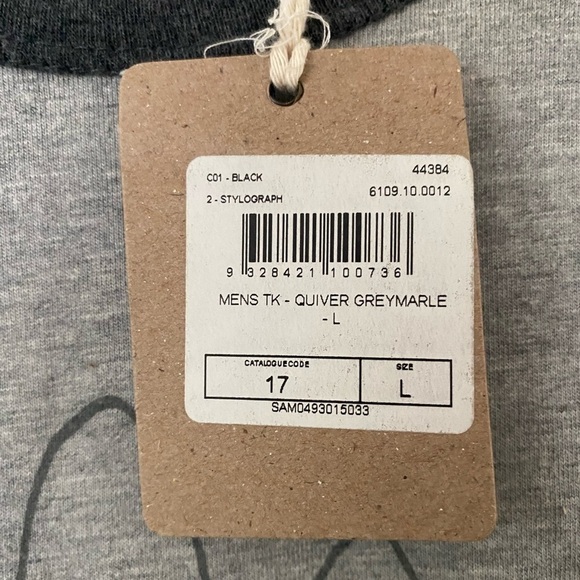 C01 - BLACK 44384
2 - STYLOGRAPH 6109.10.0012
9 328421 100736
MENS TK - QUIVER GREYMARLE
- L
CATALOGUECODE SIZE
17 L
SAM0493015033